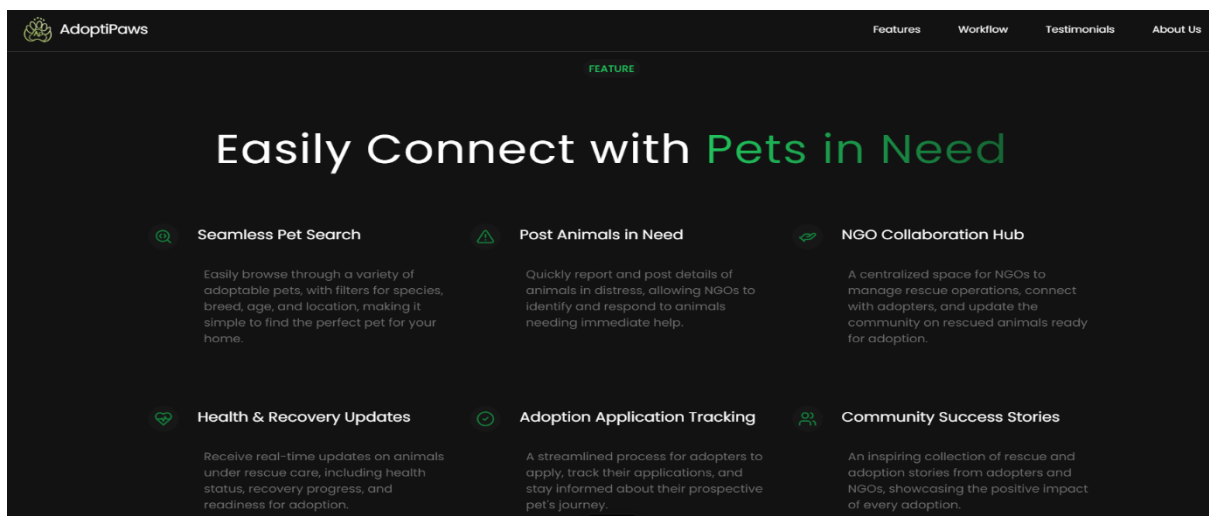 AdoptiPaws
Features
Workflow
Testimonials
About Us
FEATURE
Easily Connect with Pets in Need
Seamless Pet Search
Easily browse through a variety of
adoptable pets, with filters for species,
breed, age, and location, making it
simple to find the perfect pet for your
home.
Post Animals in Need
Quickly report and post details of
animals in distress, allowing NGOs to
identify and respond to animals
needing immediate help.
NGO Collaboration Hub
A centralized space for NGOs to
manage rescue operations, connect
with adopters, and update the
community on rescued animals ready
for adoption.
Health & Recovery Updates
Receive real-time updates on animals
under rescue care, including health
status, recovery progress, and
readiness for adoption.
Adoption Application Tracking
A streamlined process for adopters to
apply, track their applications, and
stay informed about their prospective
pet's journey.
Community Success Stories
An inspiring collection of rescue and
adoption stories from adopters and
NGOs, showcasing the positive impact
of every adoption.